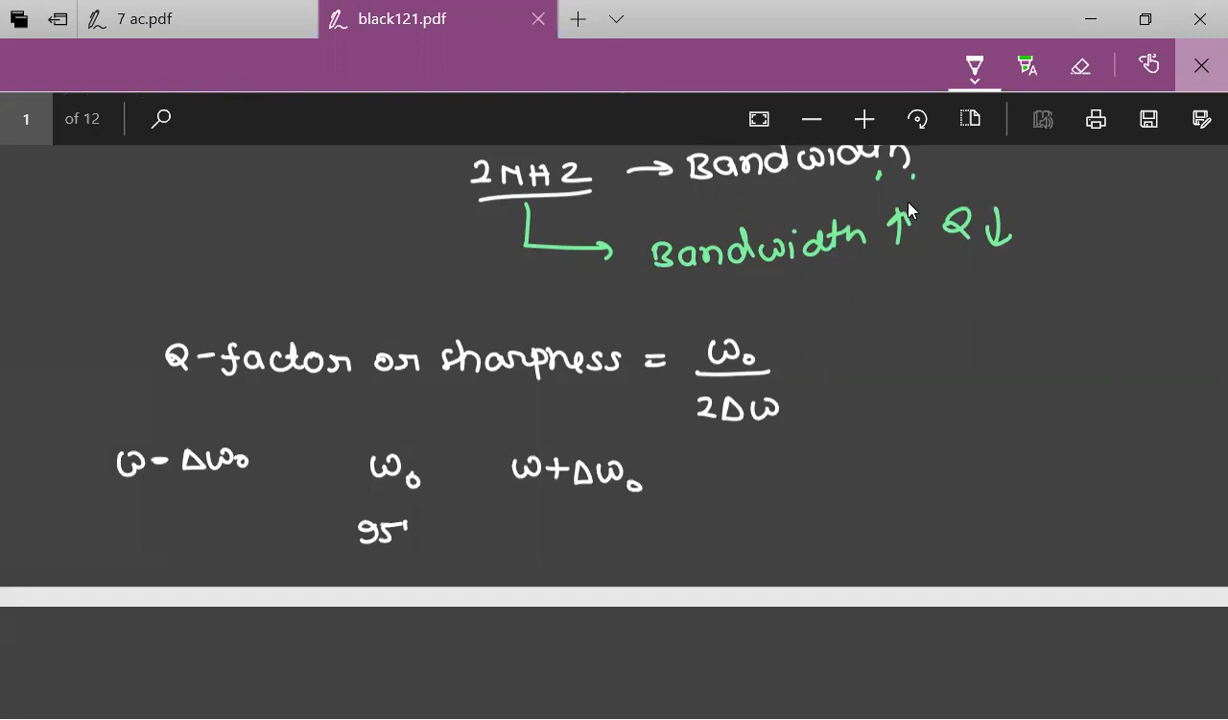 7 ac.pdf
black121.pdf
1 of 12
2MHZ → Bandwidth
Bandwidth ↑ Q ↓
Q-factor or sharpness = ω₀ / 2Δω
ω - Δω₀ ω₀ ω + Δω₀
95